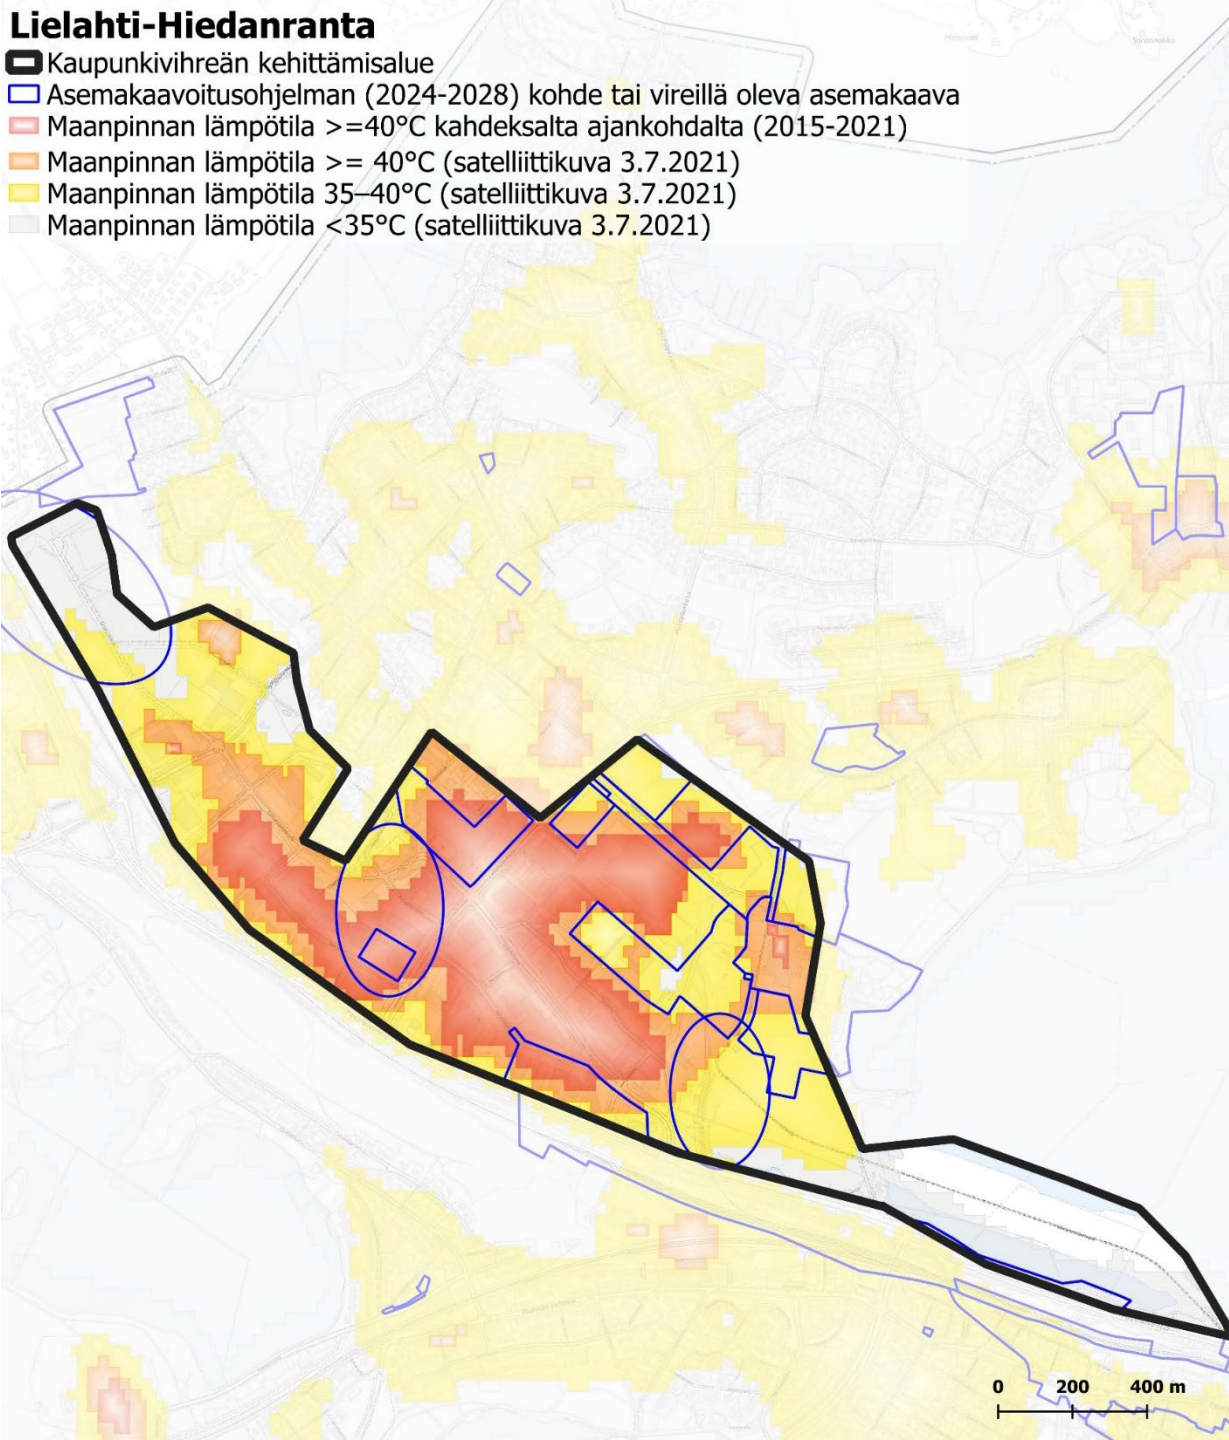 Lielahti-Hiedanranta
Kaupunkivihreän kehittämisalue
Asemakaavoitusohjelman (2024-2028) kohde tai vireillä oleva asemakaava
Maanpinnan lämpötila >=40°C kahdeksalta ajankohdalta (2015-2021)
Maanpinnan lämpötila >= 40°C (satelliittikuva 3.7.2021)
Maanpinnan lämpötila 35–40°C (satelliittikuva 3.7.2021)
Maanpinnan lämpötila <35°C (satelliittikuva 3.7.2021)
0 200 400 m